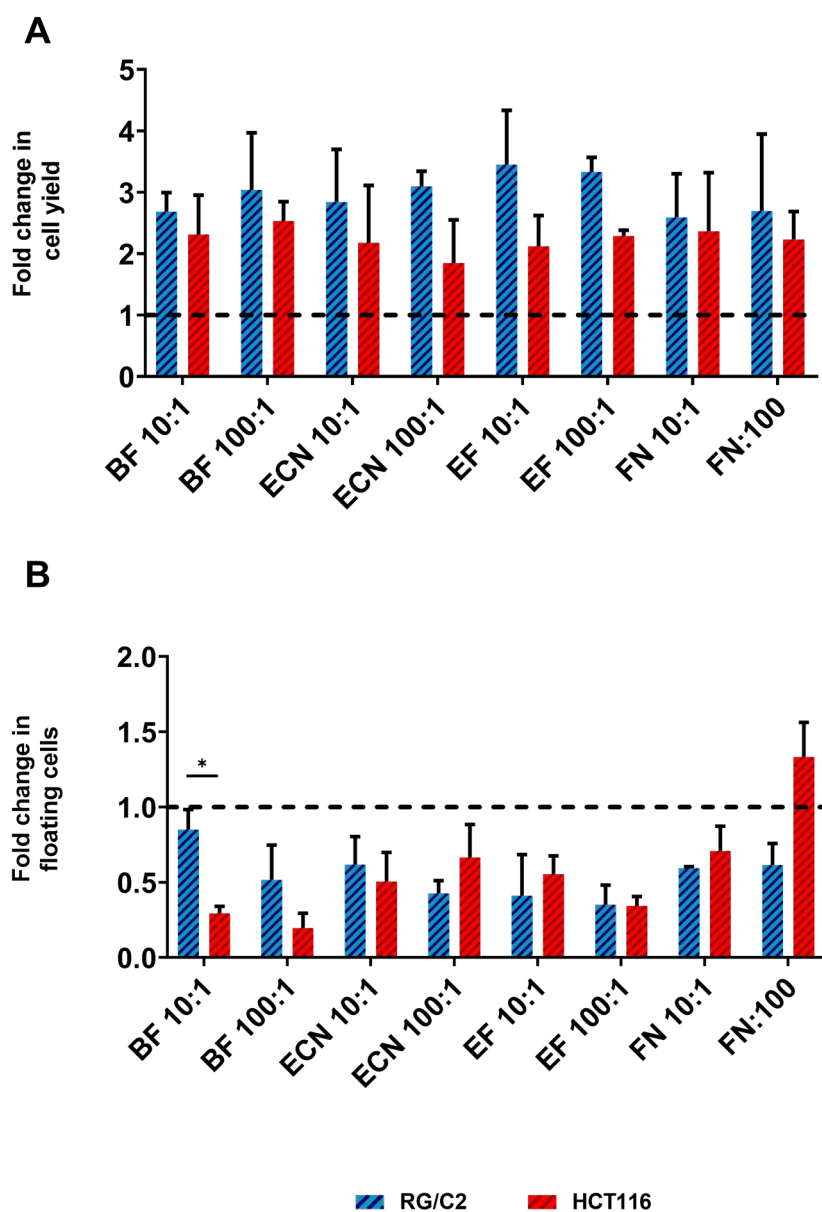 A
Fold change in
cell yield
5
4
3
2
1
0
BF 10:1
BF 100:1
ECN 10:1
ECN 100:1
EF 10:1
EF 100:1
FN 10:1
FN:100
B
Fold change in
floating cells
2.0
1.5
1.0
0.5
0.0
*
BF 10:1
BF 100:1
ECN 10:1
ECN 100:1
EF 10:1
EF 100:1
FN 10:1
FN:100
RG/C2 HCT116